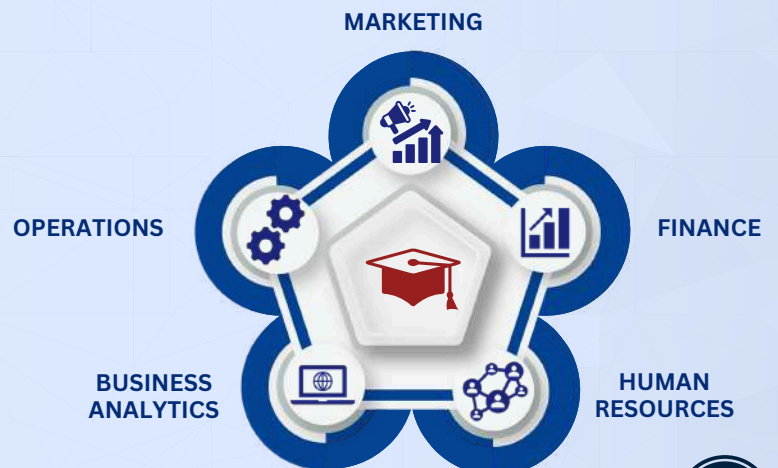 MARKETING
OPERATIONS
FINANCE
BUSINESS
ANALYTICS
HUMAN
RESOURCES